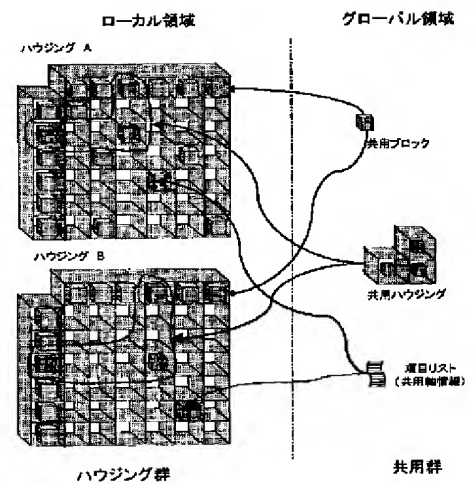 ローカル領域
グローバル領域
ハウジング A
共用ブロック
ハウジング B
共用ハウジング
項目リスト
(共用軸情報)
ハウジング群
共用群